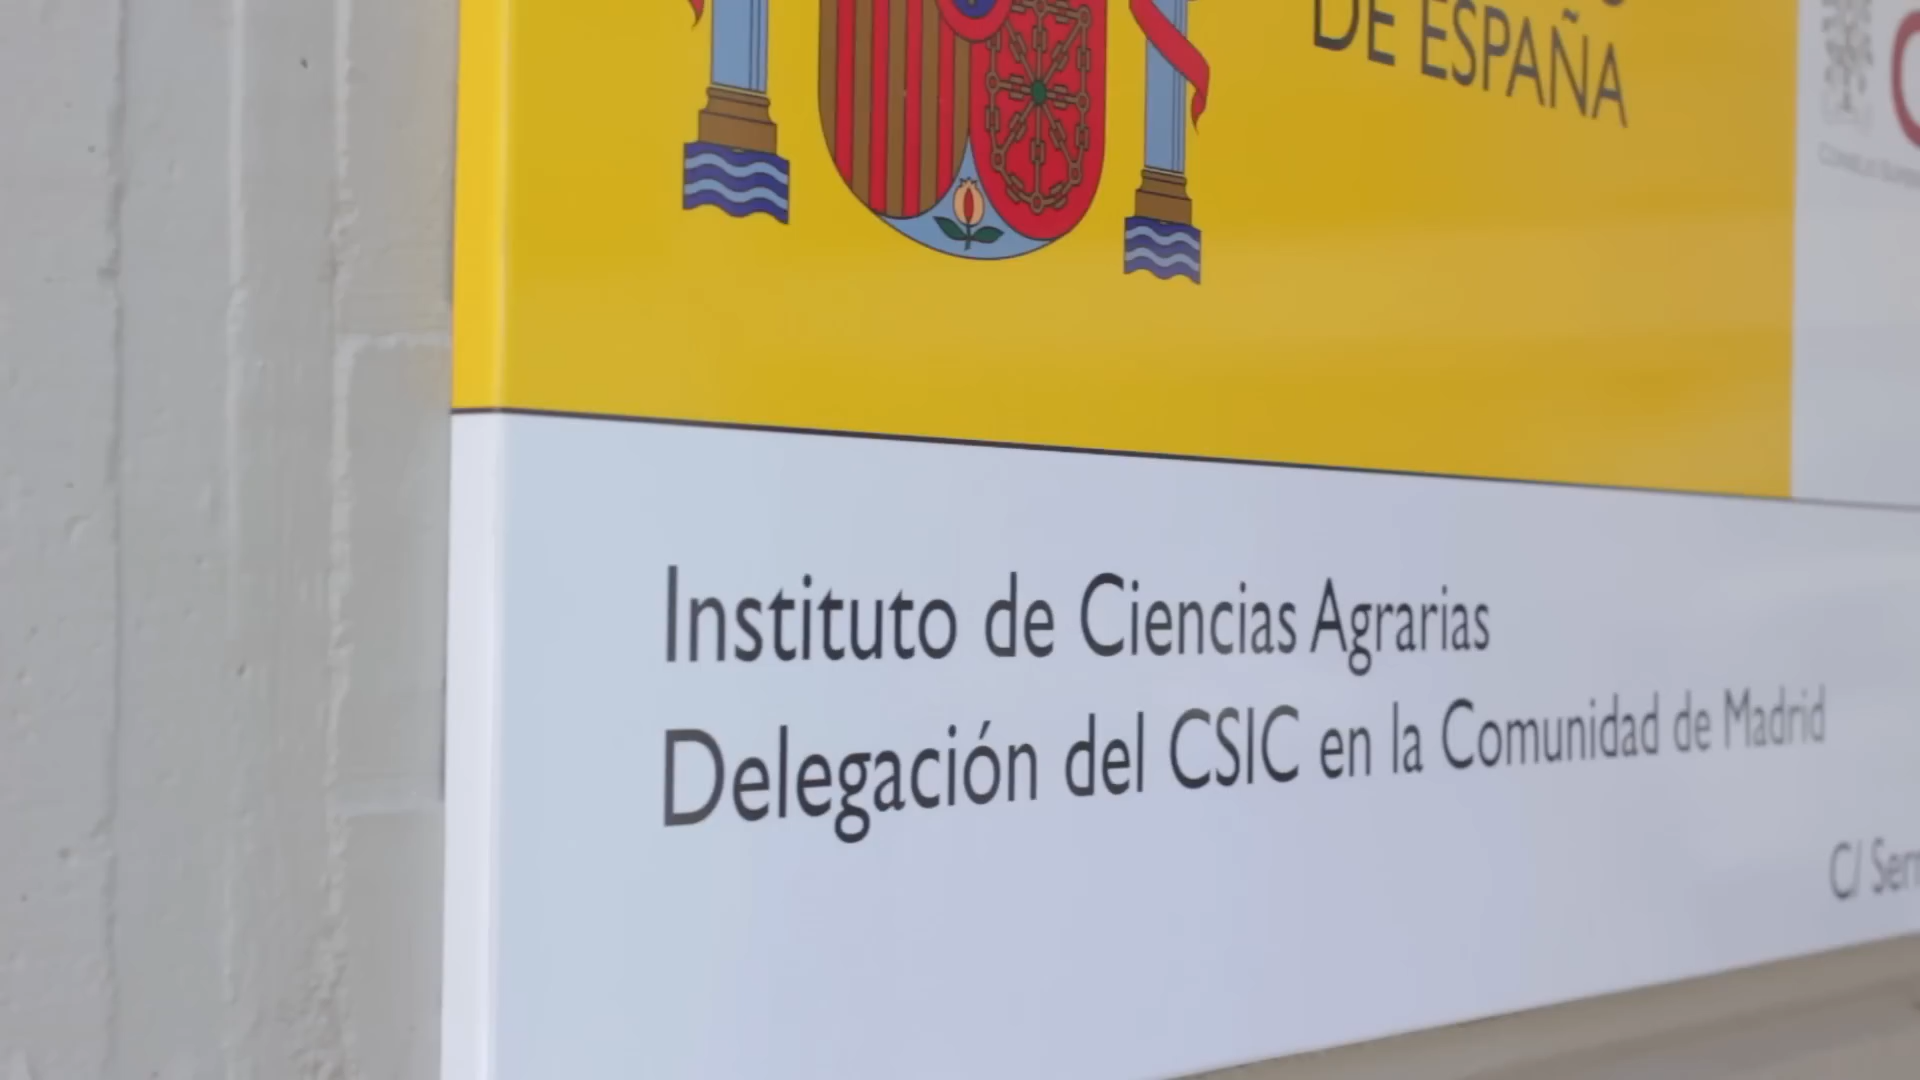 DE ESPAÑA
Instituto de Ciencias Agrarias
Delegación del CSIC en la Comunidad de Madrid
C/